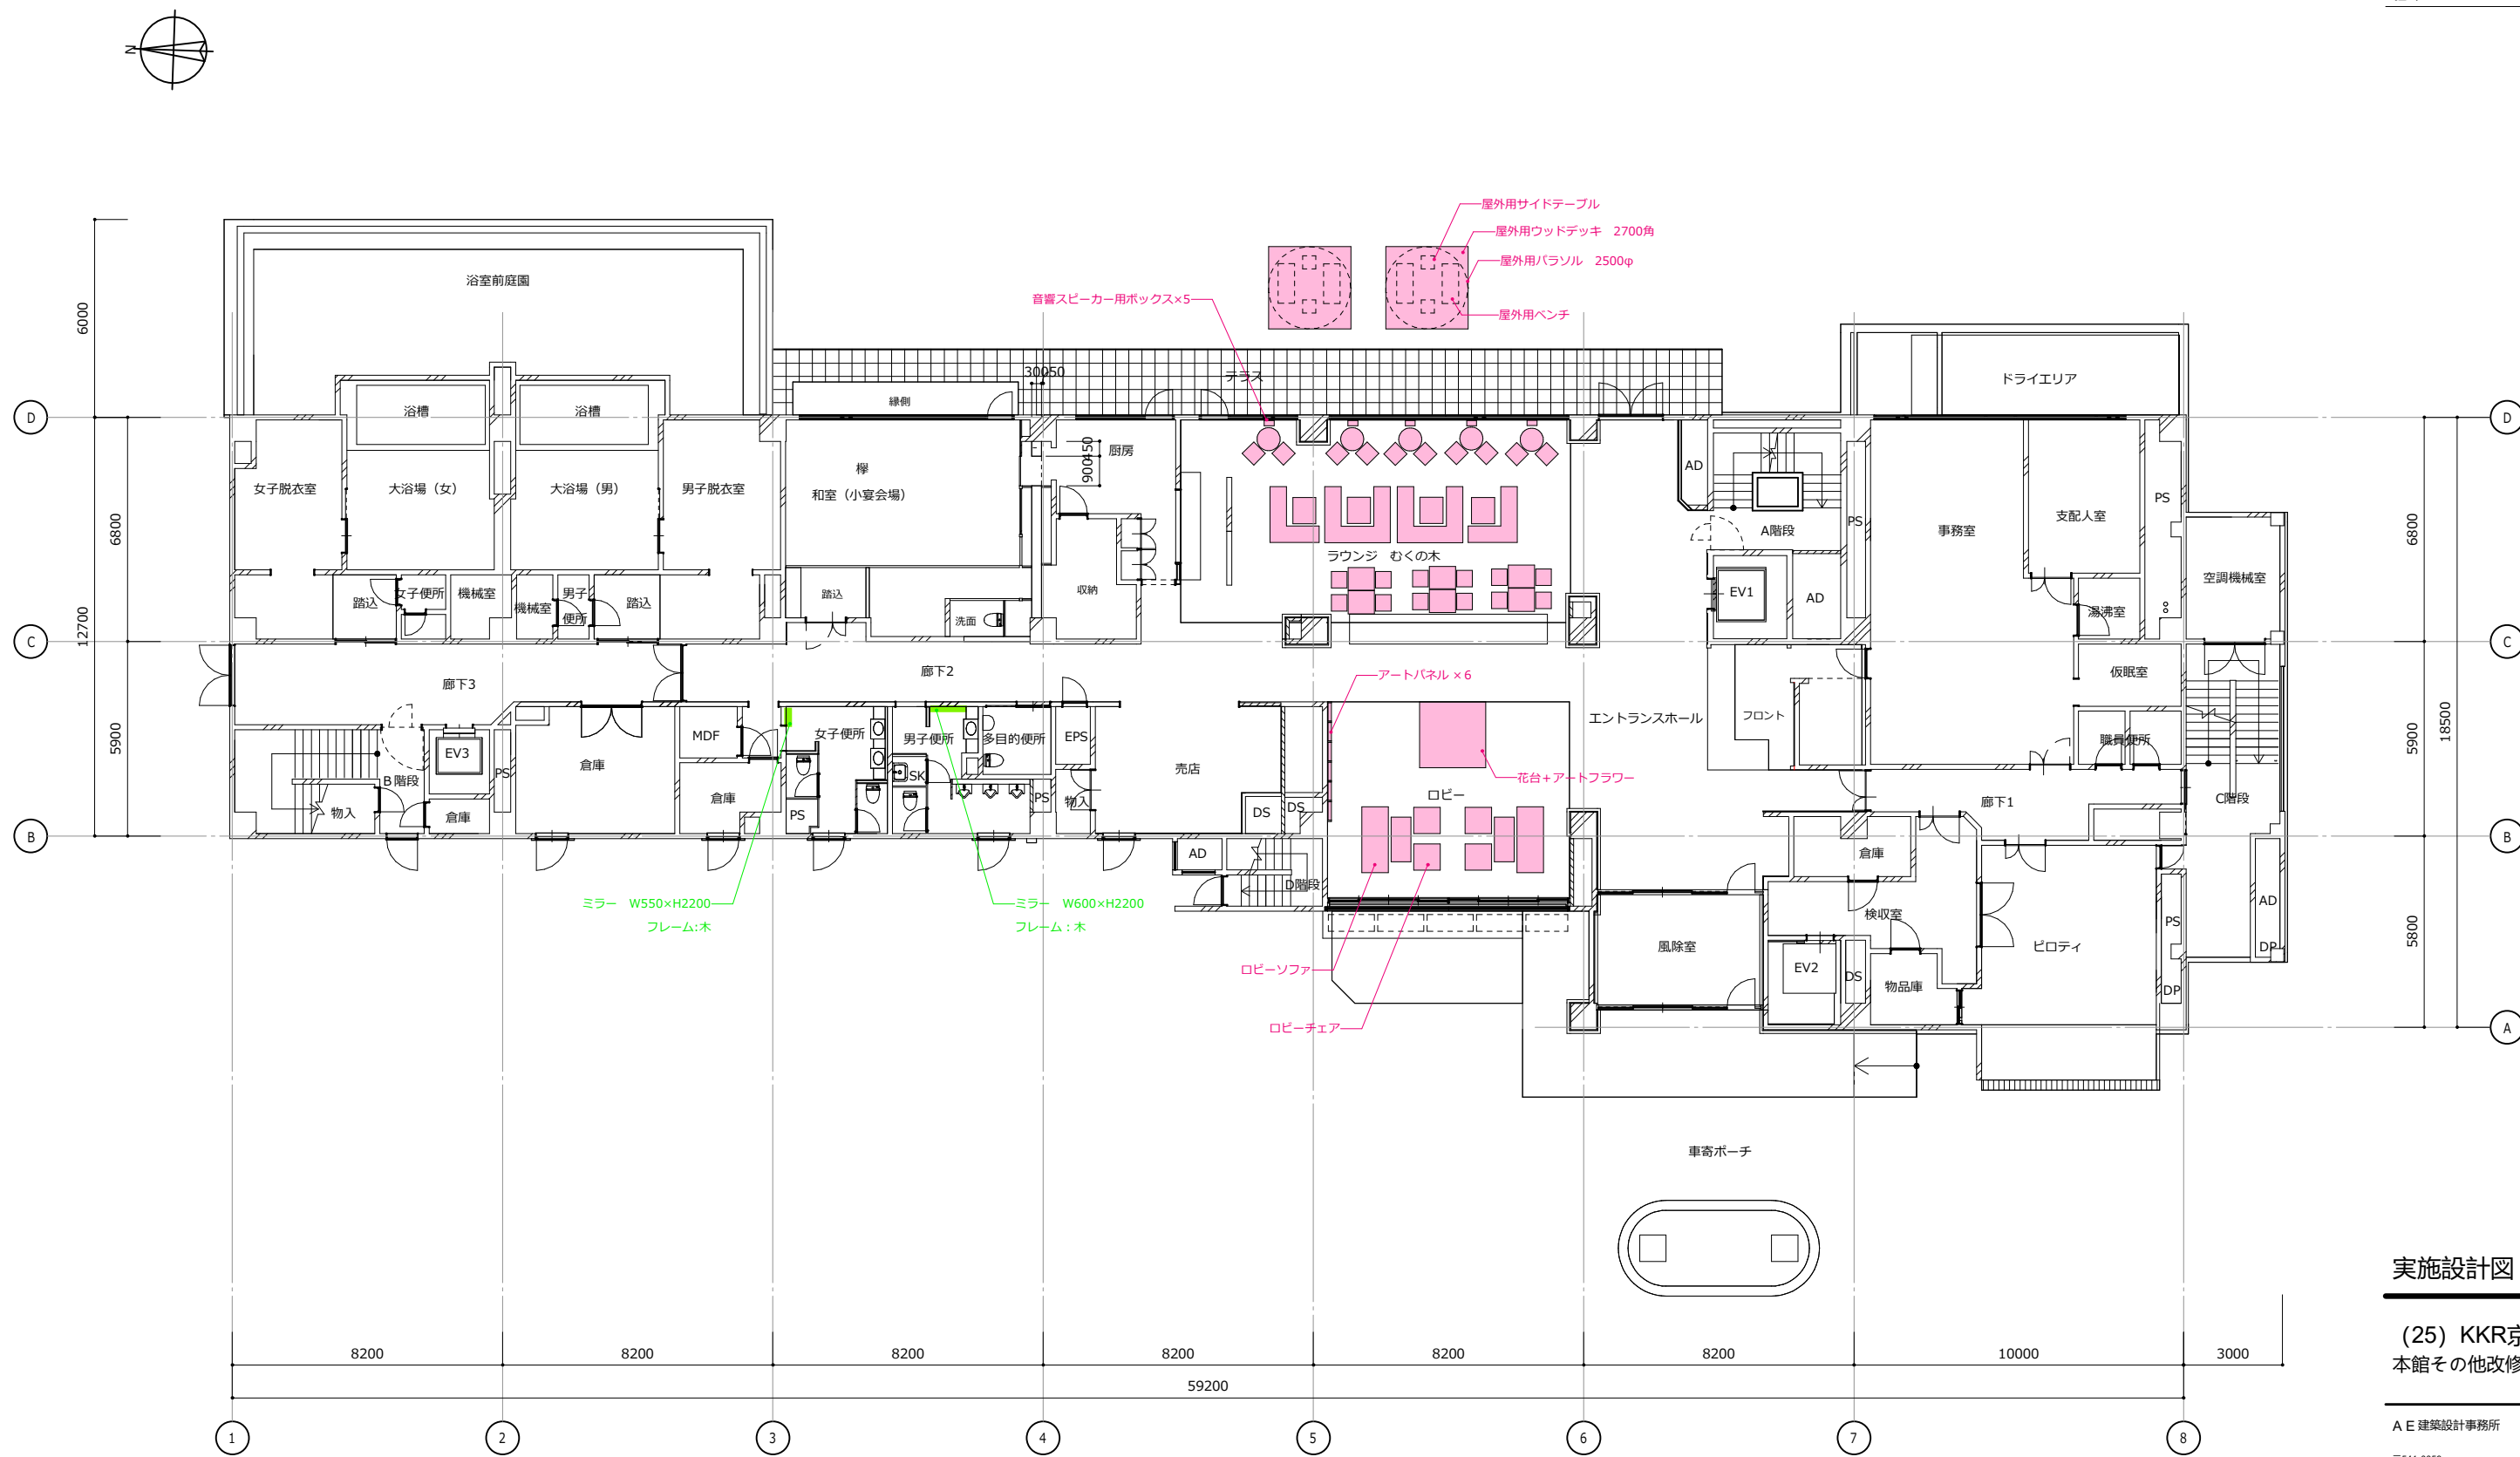 N
屋外用サイドテーブル
屋外用ウッドデッキ 2700角
屋外用パラソル 2500φ
屋外用ベンチ
音響スピーカー用ボックス×5
浴室前庭園
6000
30050
テラス
ドライエリア
縁側
浴槽
浴槽
D
D
厨房
450
900
欅
和室（小宴会場）
女子脱衣室
大浴場（女）
大浴場（男）
男子脱衣室
AD
PS
PS
A階段
事務室
支配人室
6800
6800
ラウンジ むくの木
空調機械室
踏込
女子便所
機械室
機械室
男子
便所
踏込
踏込
収納
洗面
EV1
AD
湯沸室
12700
C
C
廊下3
廊下2
アートパネル ×6
仮眠室
エントランスホール
フロント
18500
5900
5900
MDF
女子便所
男子便所
多目的便所
EPS
職員便所
EV3
PS
倉庫
SK
売店
花台+アートフラワー
B階段
倉庫
PS
物入
ロビー
DS
DS
廊下1
C階段
物入
倉庫
PS
B
B
AD
D階段
倉庫
ミラー W550×H2200
フレーム:木
ミラー W600×H2200
フレーム：木
検収室
AD
PS
風除室
ピロティ
DP
5800
ロビーソファ
EV2
DS
物品庫
DP
ロビーチェア
A
車寄ポーチ
実施設計図
8200
8200
8200
8200
8200
8200
10000
3000
59200
（25）KKR
本館その他改修
ＡＥ建築設計事務所
1
2
3
4
5
6
7
8